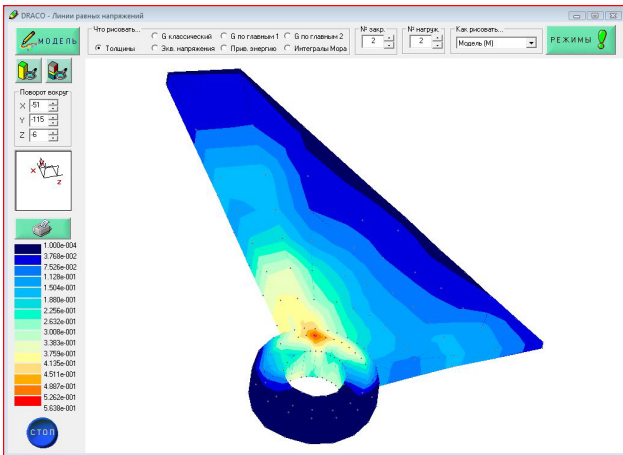 DRACO - Линии равных напряжений
МОДЕЛЬ
Что рисовать...
G классический
G по главным 1
G по главным 2
Толщины
Экв. напряжения
Прив. энергию
Интегралы Мора
№ закр.
2
№ нагруж.
2
Как рисовать...
Модель (М)
РЕЖИМЫ
Поворот вокруг
X -51
Y -115
Z -6
x
z
1.000e-004
3.768e-002
7.526e-002
1.128e-001
1.504e-001
1.880e-001
2.256e-001
2.632e-001
3.008e-001
3.383e-001
3.759e-001
4.135e-001
4.511e-001
4.887e-001
5.262e-001
5.638e-001
СТОП